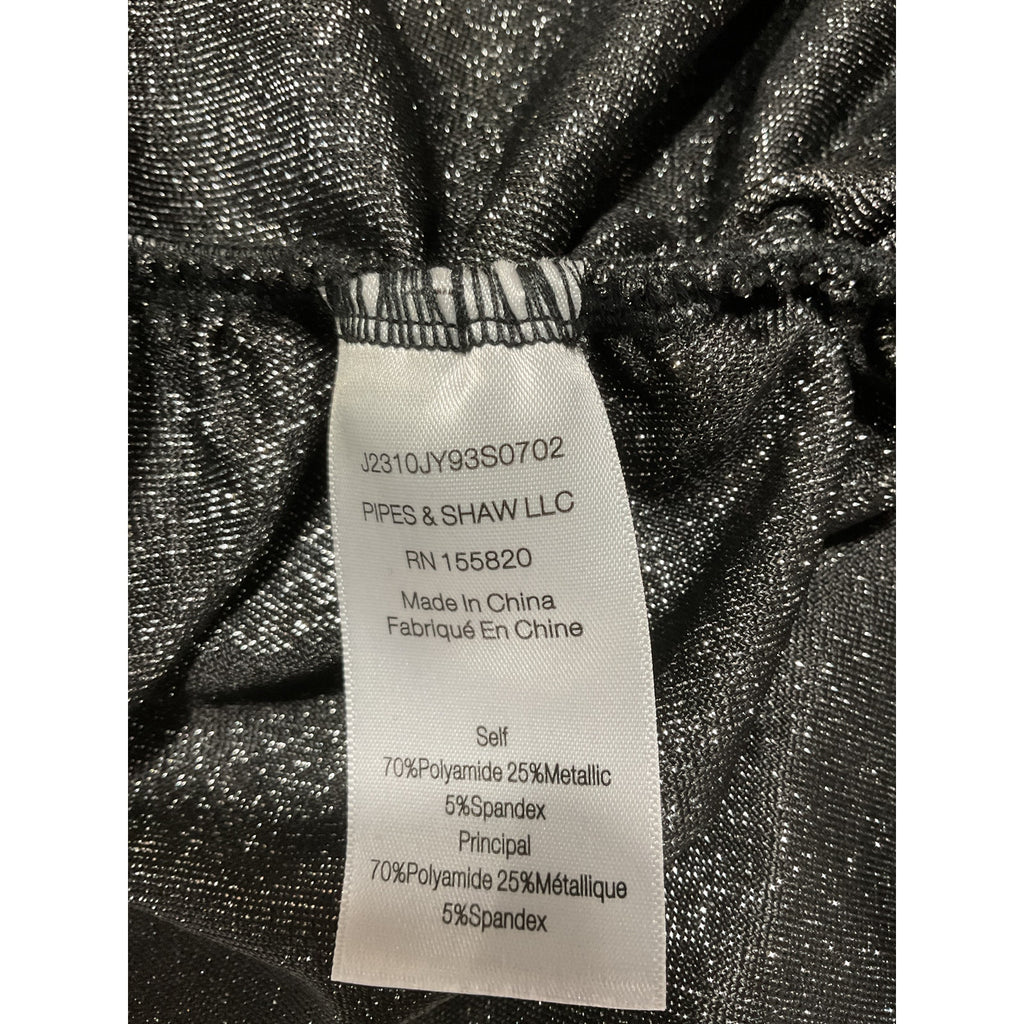 J2310JY93S0702
PIPES & SHAW LLC
RN 155820
Made In China
Fabriqué En Chine
Self
70%Polyamide 25%Metallic
5%Spandex
Principal
70%Polyamide 25%Métallique
5%Spandex